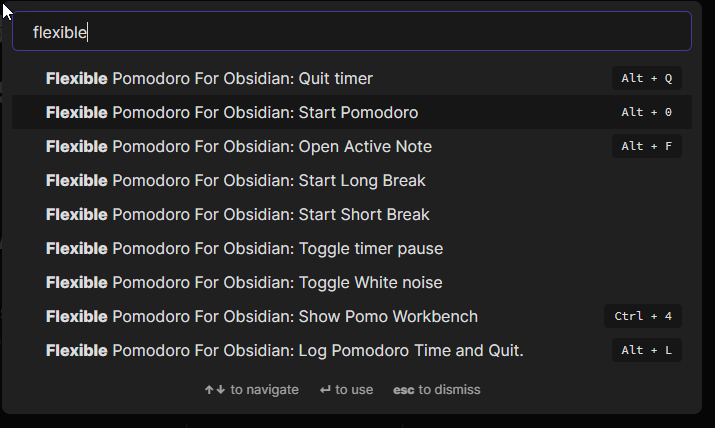 flexible
Flexible Pomodoro For Obsidian: Quit timer Alt + Q
Flexible Pomodoro For Obsidian: Start Pomodoro Alt + 0
Flexible Pomodoro For Obsidian: Open Active Note Alt + F
Flexible Pomodoro For Obsidian: Start Long Break
Flexible Pomodoro For Obsidian: Start Short Break
Flexible Pomodoro For Obsidian: Toggle timer pause
Flexible Pomodoro For Obsidian: Toggle White noise
Flexible Pomodoro For Obsidian: Show Pomo Workbench Ctrl + 4
Flexible Pomodoro For Obsidian: Log Pomodoro Time and Quit. Alt + L
↑↓ to navigate ↵ to use esc to dismiss